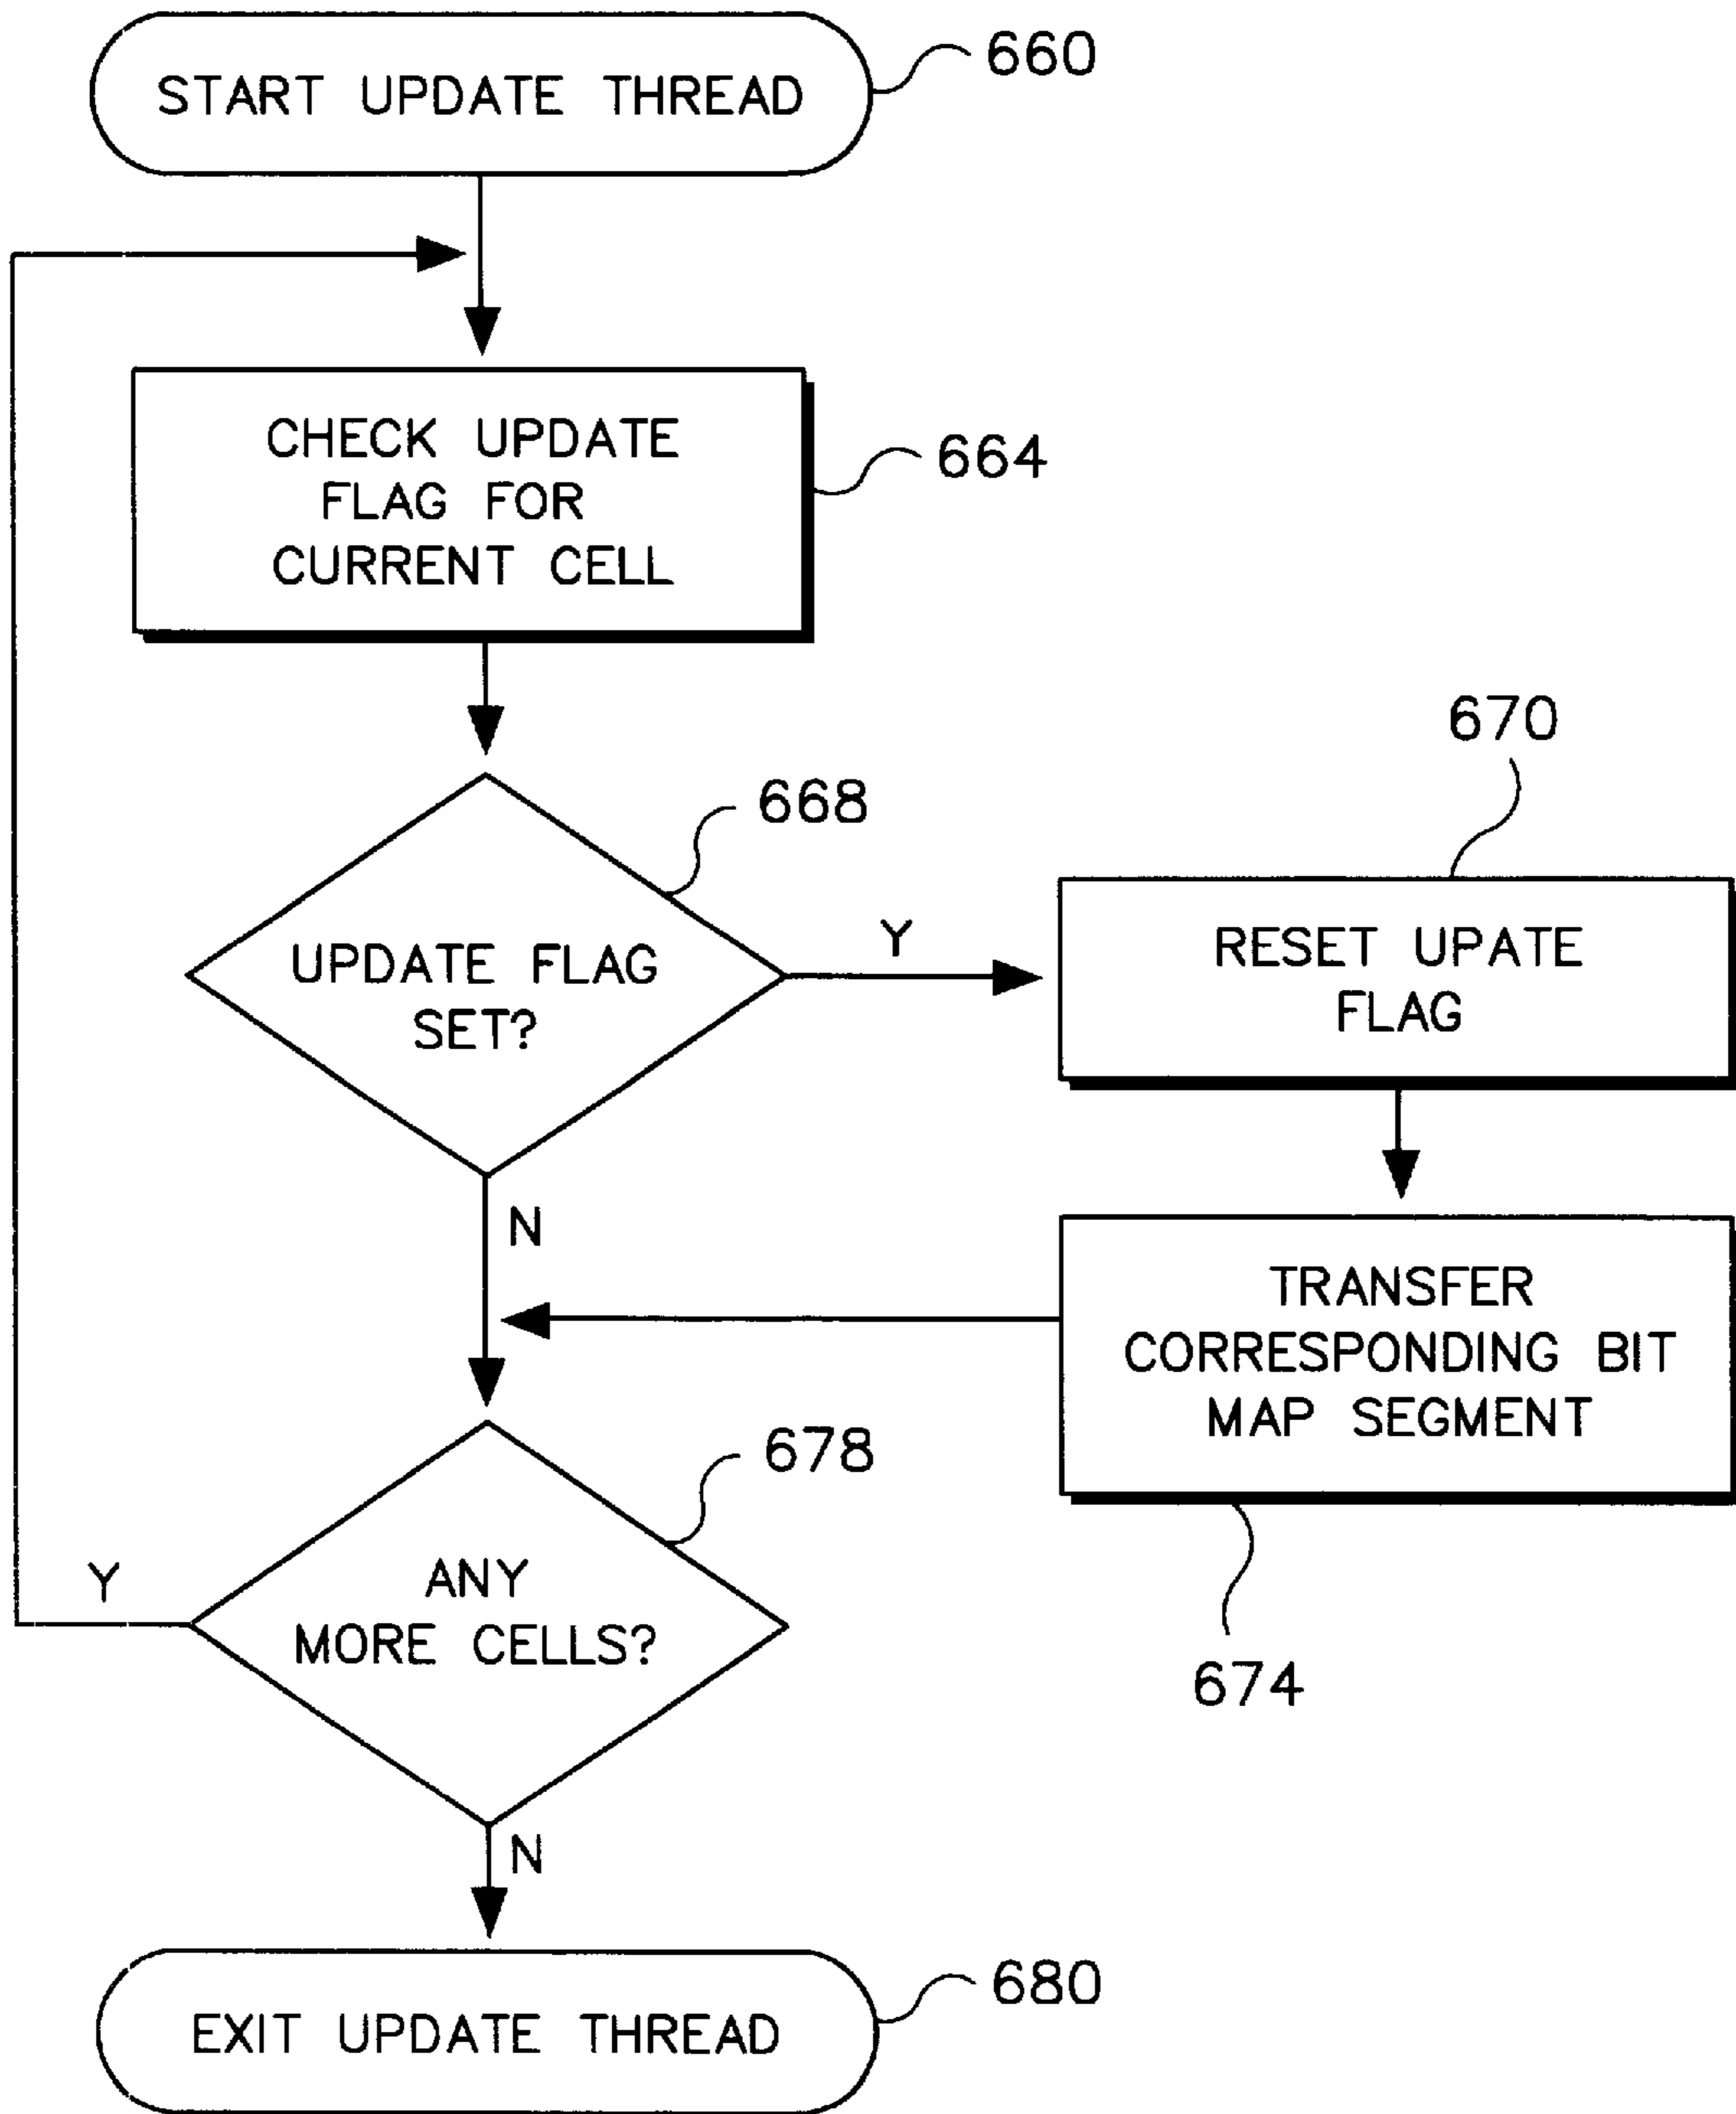 START UPDATE THREAD
660
CHECK UPDATE
FLAG FOR
CURRENT CELL
664
668
UPDATE FLAG
SET?
Y
N
670
RESET UPATE
FLAG
TRANSFER
CORRESPONDING BIT
MAP SEGMENT
674
678
ANY
MORE CELLS?
Y
N
EXIT UPDATE THREAD
680